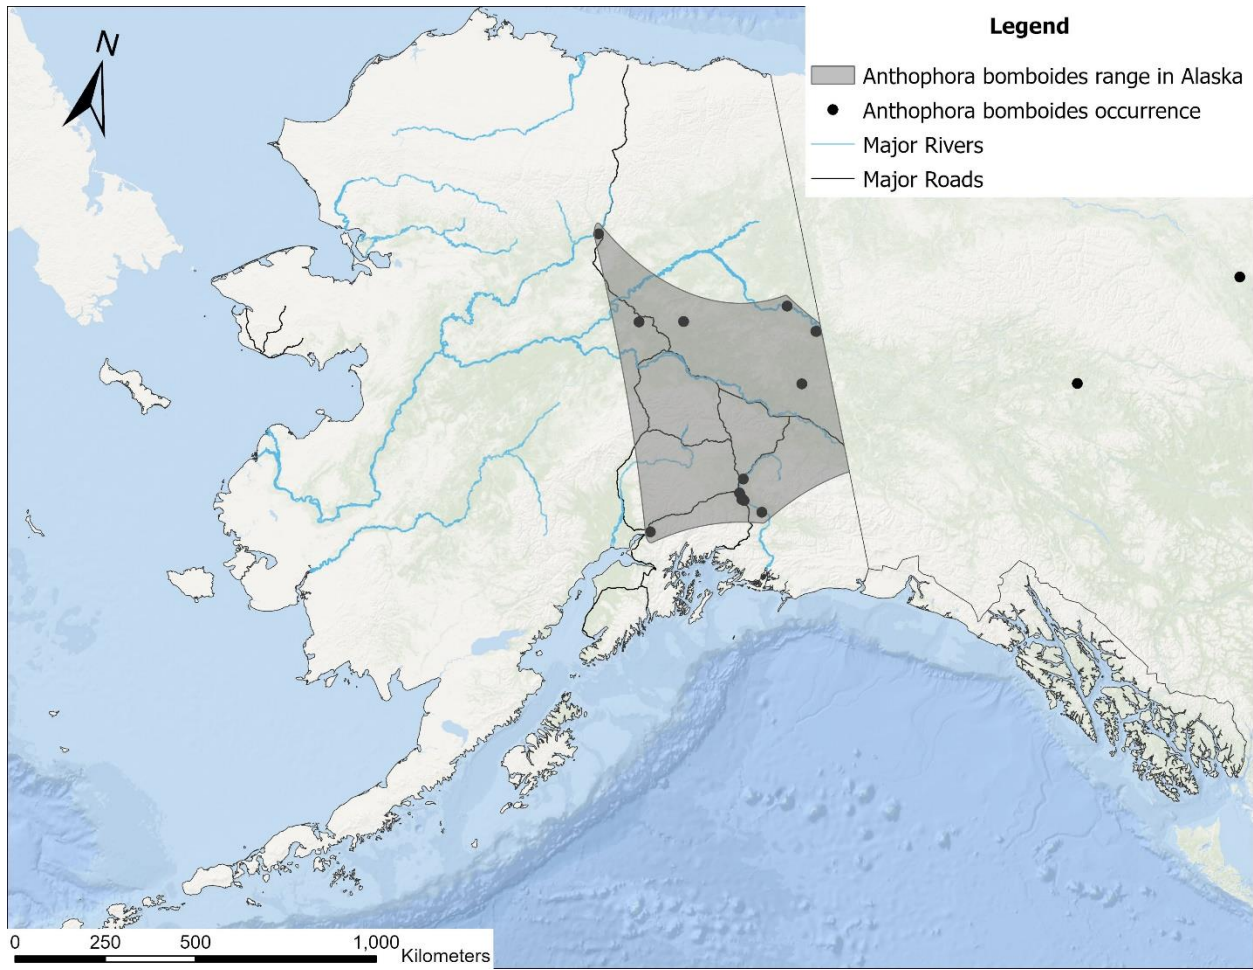 N
Legend
Anthophora bomboides range in Alaska
Anthophora bomboides occurrence
Major Rivers
Major Roads
0 250 500 1,000
Kilometers